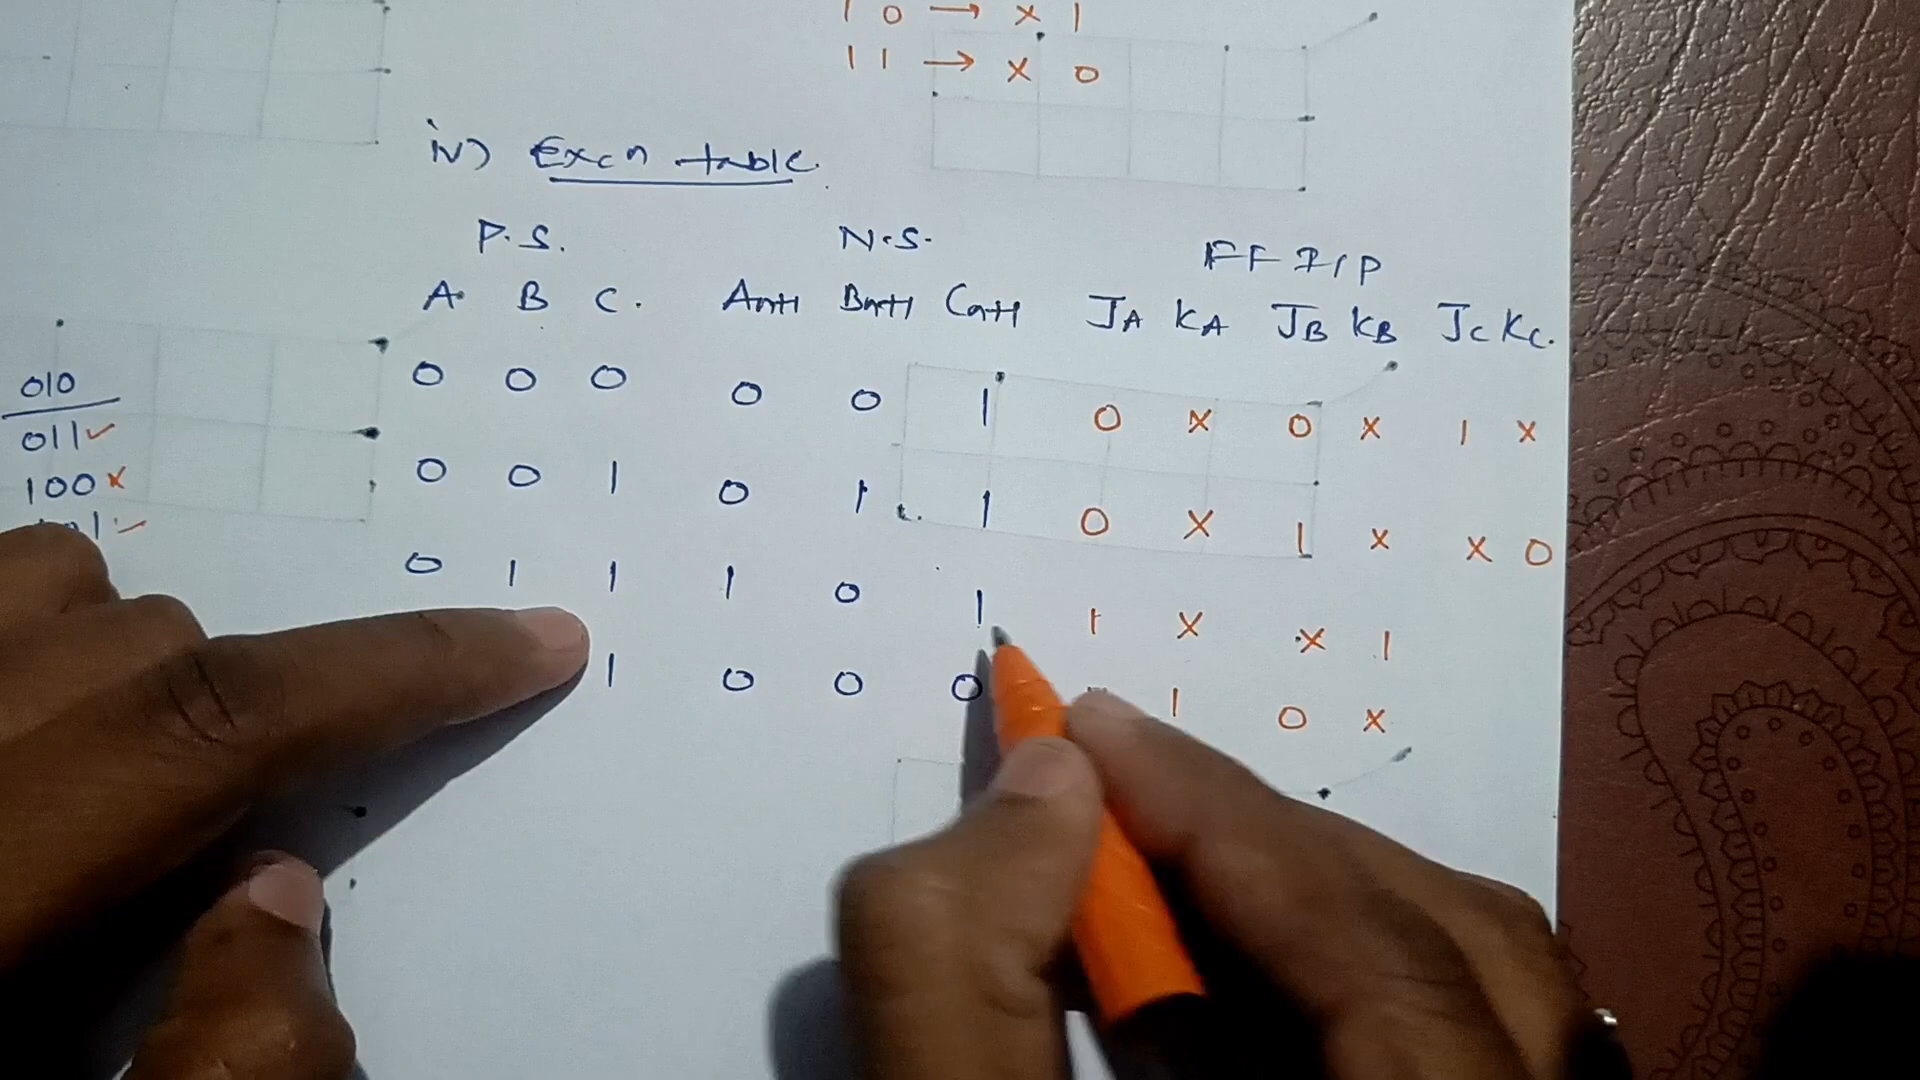 1 0 → x 1
1 1 → x 0
iv) Excn table.
P.S. N.S. FF I/P
A B C. An+1 Bn+1 Cn+1 JA KA JB KB JC KC.
010
0 0 0 0 0 1 0 x 0 x 1 x
011✓
0 0 1 0 1 1 0 x 1 x x 0
100 x
0 1 1 1 0 1 1 x x 1
1 0 0 0 1 0 x